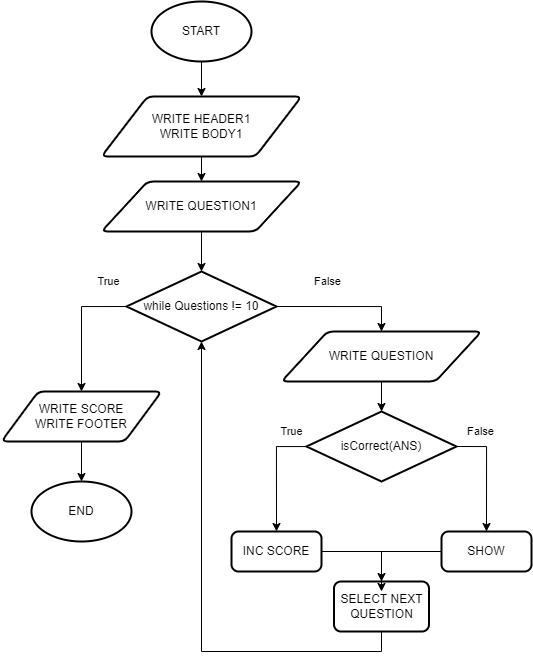 START
WRITE HEADER1
WRITE BODY1
WRITE QUESTION1
True
False
while Questions != 10
WRITE QUESTION
WRITE SCORE
WRITE FOOTER
True
False
isCorrect(ANS)
END
INC SCORE
SHOW
SELECT NEXT
QUESTION